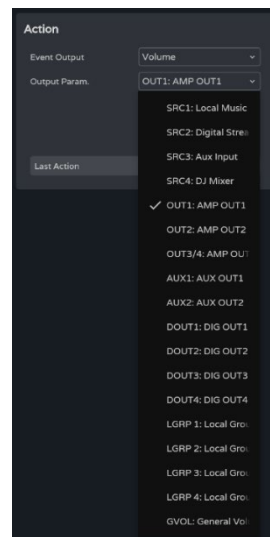 Action
Event Output Volume
Output Param. OUT1: AMP OUT1
SRC1: Local Music
SRC2: Digital Strea
SRC3: Aux Input
Last Action
SRC4: DJ Mixer
OUT1: AMP OUT1
OUT2: AMP OUT2
OUT3/4: AMP OUT
AUX1: AUX OUT1
AUX2: AUX OUT2
DOUT1: DIG OUT1
DOUT2: DIG OUT2
DOUT3: DIG OUT3
DOUT4: DIG OUT4
LGRP 1: Local Grou
LGRP 2: Local Grou
LGRP 3: Local Grou
LGRP 4: Local Grou
GVOL: General Vol